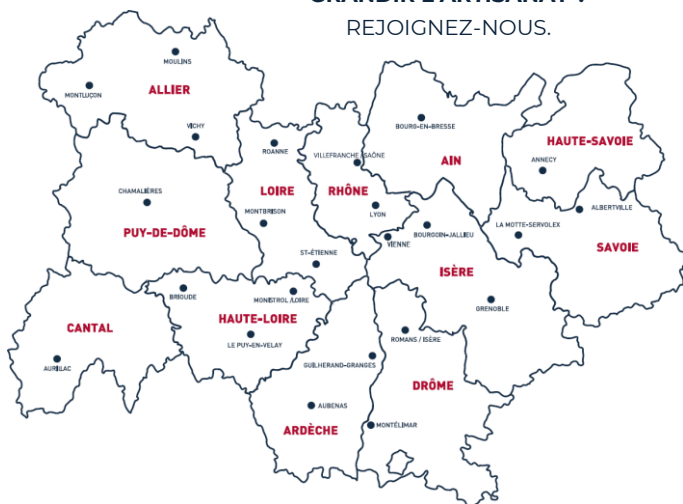 GRANDIR L'ARTISANAT ?
REJOIGNEZ-NOUS.
MOULINS
MONTLUÇON
ALLIER
VICHY
ROANNE
BOURG-EN-BRESSE
VILLEFRANCHE /SAÔNE
AIN
HAUTE-SAVOIE
ANNECY
CHAMALIÈRES
LOIRE
RHÔNE
PUY-DE-DÔME
MONTBRISON
LYON
ALBERTVILLE
VIENNE
BOURGOIN-JALLIEU
LA MOTTE-SERVOLEX
SAVOIE
ST-ÉTIENNE
ISÈRE
BRIOUDE
MONISTROL /LOIRE
GRENOBLE
CANTAL
HAUTE-LOIRE
LE PUY-EN-VELAY
ROMANS / ISÈRE
AURILLAC
GUILHERAND-GRANGES
DRÔME
AUBENAS
ARDÈCHE
MONTÉLIMAR